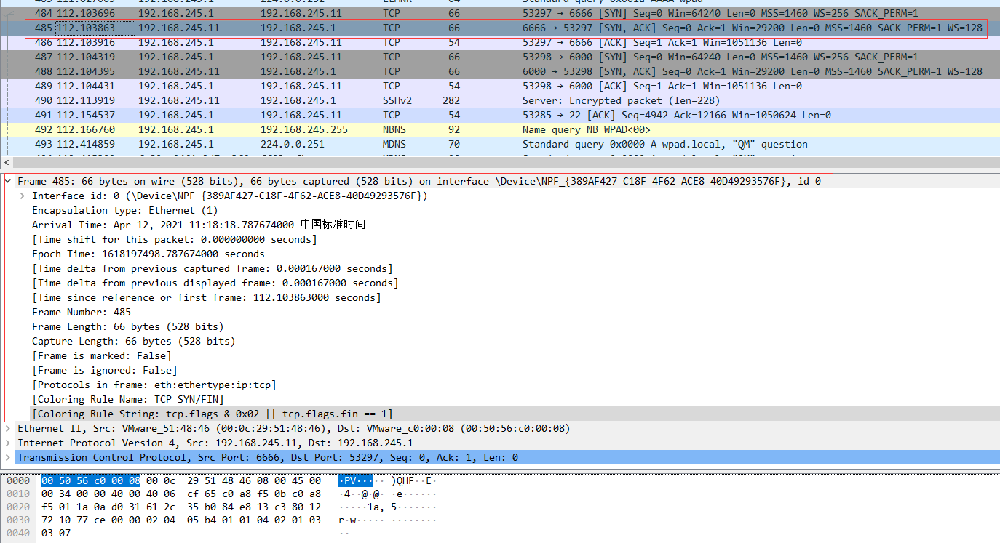 484 112.103696 192.168.245.1 192.168.245.11 TCP 66 53297 → 6666 [SYN] Seq=0 Win=64240 Len=0 MSS=1460 WS=256 SACK_PERM=1
485 112.103863 192.168.245.11 192.168.245.1 TCP 66 6666 → 53297 [SYN, ACK] Seq=0 Ack=1 Win=29200 Len=0 MSS=1460 SACK_PERM=1 WS=128
486 112.103916 192.168.245.1 192.168.245.11 TCP 54 53297 → 6666 [ACK] Seq=1 Ack=1 Win=1051136 Len=0
487 112.104319 192.168.245.1 192.168.245.11 TCP 66 53298 → 6000 [SYN] Seq=0 Win=64240 Len=0 MSS=1460 WS=256 SACK_PERM=1
488 112.104395 192.168.245.11 192.168.245.1 TCP 66 6000 → 53298 [SYN, ACK] Seq=0 Ack=1 Win=29200 Len=0 MSS=1460 SACK_PERM=1 WS=128
489 112.104431 192.168.245.1 192.168.245.11 TCP 54 53298 → 6000 [ACK] Seq=1 Ack=1 Win=1051136 Len=0
490 112.113919 192.168.245.11 192.168.245.1 SSHv2 282 Server: Encrypted packet (len=228)
491 112.154537 192.168.245.1 192.168.245.11 TCP 54 53285 → 22 [ACK] Seq=4942 Ack=12166 Win=1050624 Len=0
492 112.166760 192.168.245.1 192.168.245.255 NBNS 92 Name query NB WPAD<00>
493 112.414859 192.168.245.1 224.0.0.251 MDNS 70 Standard query 0x0000 A wpad.local, "QM" question
Frame 485: 66 bytes on wire (528 bits), 66 bytes captured (528 bits) on interface \Device\NPF_{389AF427-C18F-4F62-ACE8-40D49293576F}, id 0
Interface id: 0 (\Device\NPF_{389AF427-C18F-4F62-ACE8-40D49293576F})
Encapsulation type: Ethernet (1)
Arrival Time: Apr 12, 2021 11:18:18.787674000 中国标准时间
[Time shift for this packet: 0.000000000 seconds]
Epoch Time: 1618197498.787674000 seconds
[Time delta from previous captured frame: 0.000167000 seconds]
[Time delta from previous displayed frame: 0.000167000 seconds]
[Time since reference or first frame: 112.103863000 seconds]
Frame Number: 485
Frame Length: 66 bytes (528 bits)
Capture Length: 66 bytes (528 bits)
[Frame is marked: False]
[Frame is ignored: False]
[Protocols in frame: eth:ethertype:ip:tcp]
[Coloring Rule Name: TCP SYN/FIN]
[Coloring Rule String: tcp.flags & 0x02 || tcp.flags.fin == 1]
Ethernet II, Src: VMware_51:48:46 (00:0c:29:51:48:46), Dst: VMware_c0:00:08 (00:50:56:c0:00:08)
Internet Protocol Version 4, Src: 192.168.245.11, Dst: 192.168.245.1
Transmission Control Protocol, Src Port: 6666, Dst Port: 53297, Seq: 0, Ack: 1, Len: 0
0000 00 50 56 c0 00 08 00 0c 29 51 48 46 08 00 45 00 ·PV····· )QHF··E·
0010 00 34 00 00 40 00 40 06 cf 65 c0 a8 f5 0b c0 a8 ·4··@·@· ·e······
0020 f5 01 1a 0a d0 31 61 2c 35 b0 84 e8 13 c3 80 12 ·····1a, 5·······
0030 72 10 77 ce 00 00 02 04 05 b4 01 01 04 02 01 03 r·w····· ········
0040 03 07 ··